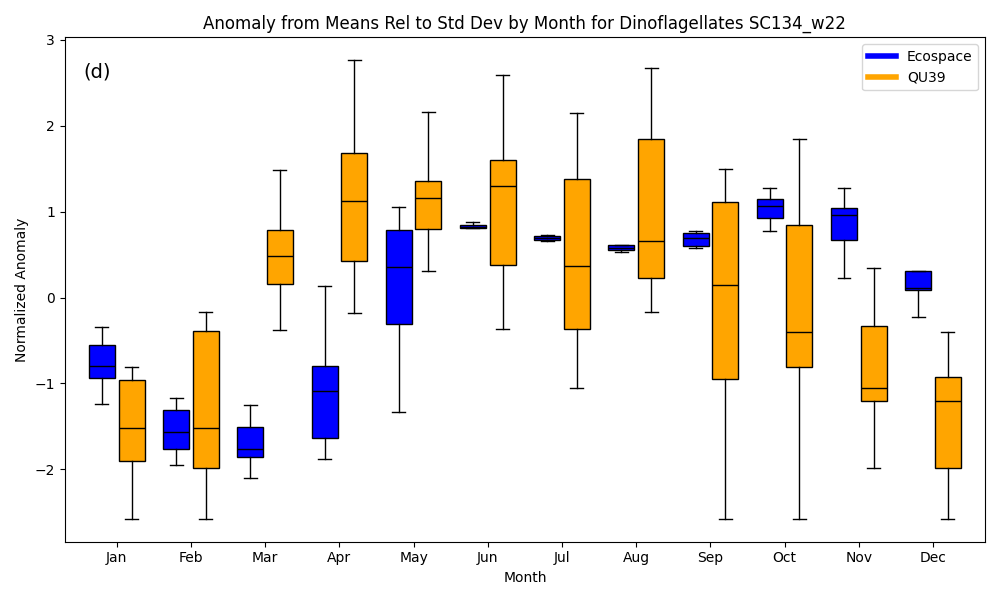 Anomaly from Means Rel to Std Dev by Month for Dinoflagellates SC134_w22
(d)
Ecospace
QU39
Normalized Anomaly
3
2
1
0
−1
−2
Jan Feb Mar Apr May Jun Jul Aug Sep Oct Nov Dec
Month